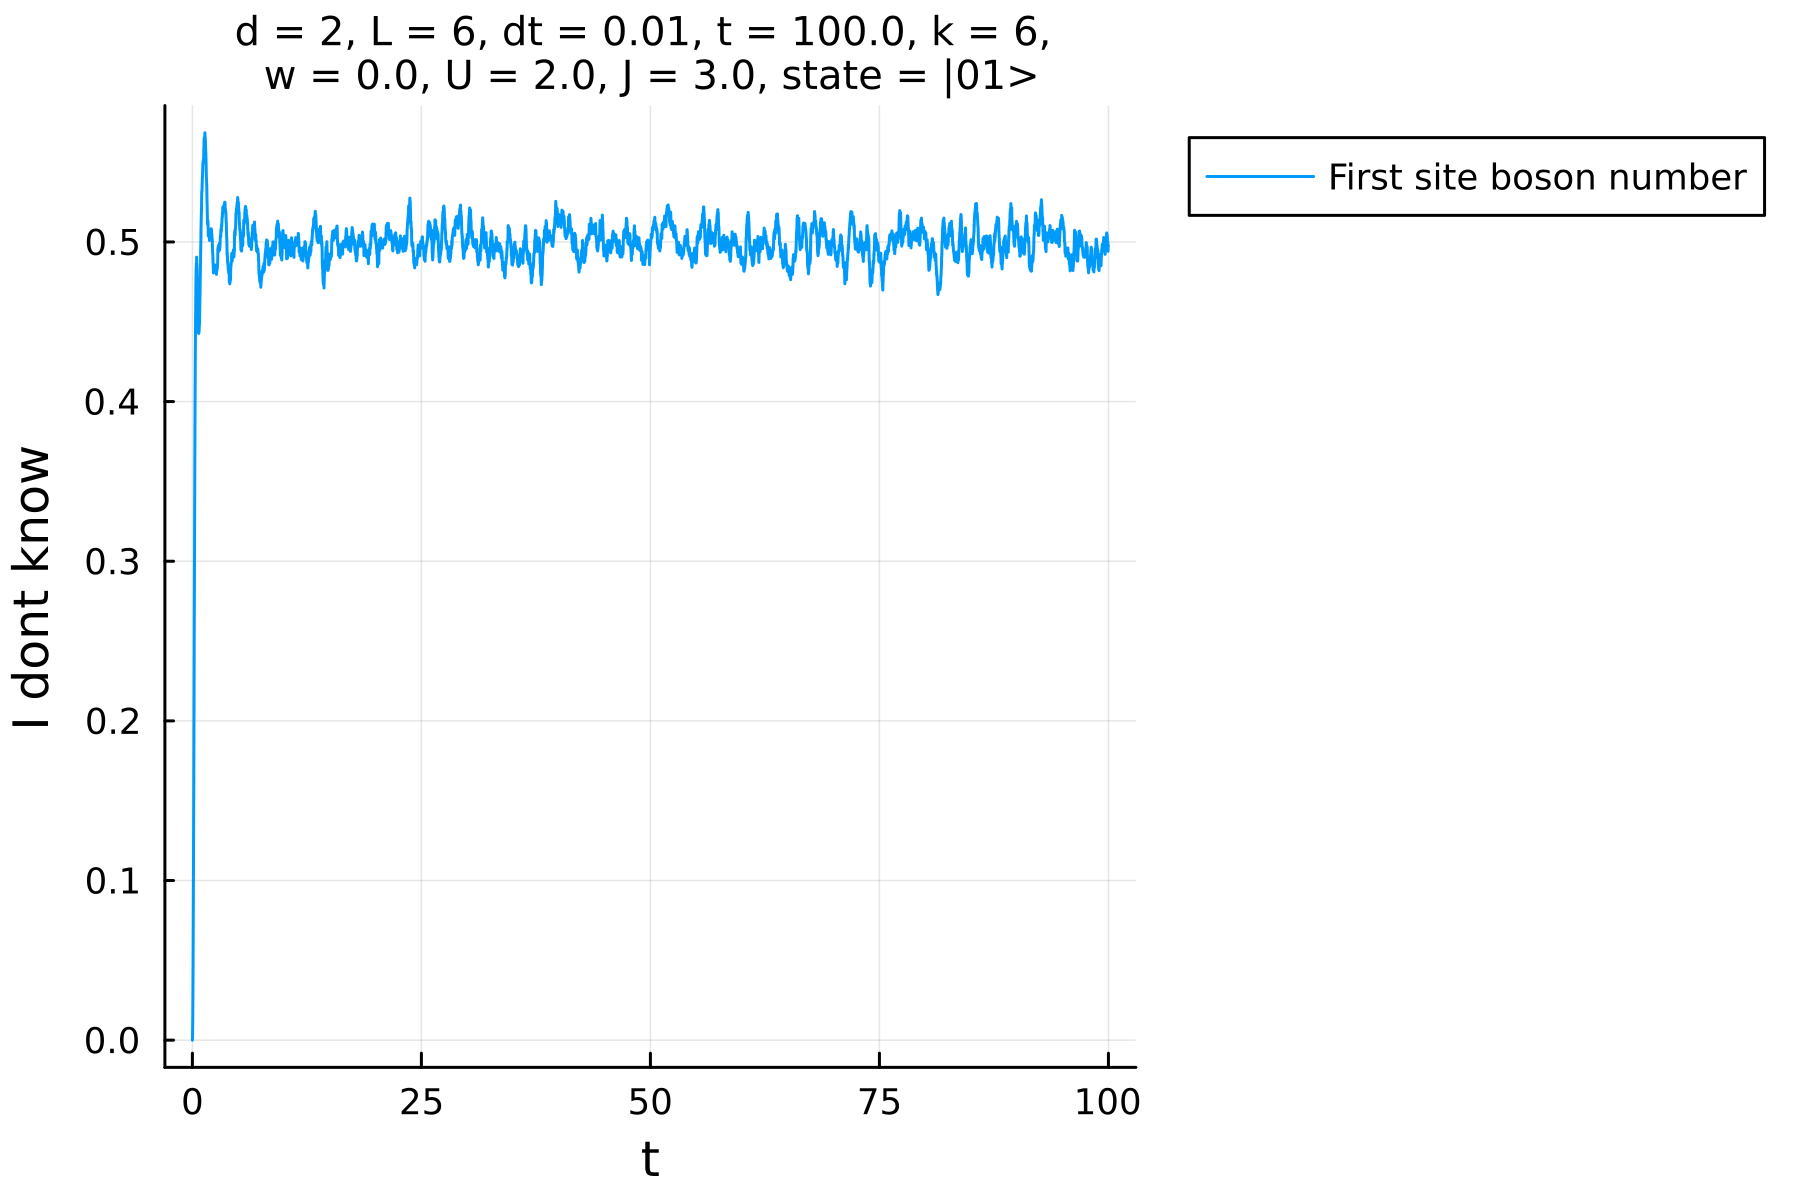 d = 2, L = 6, dt = 0.01, t = 100.0, k = 6,
w = 0.0, U = 2.0, J = 3.0, state = |01>
First site boson number
0.5
0.4
0.3
0.2
0.1
0.0
I dont know
0 25 50 75 100
t